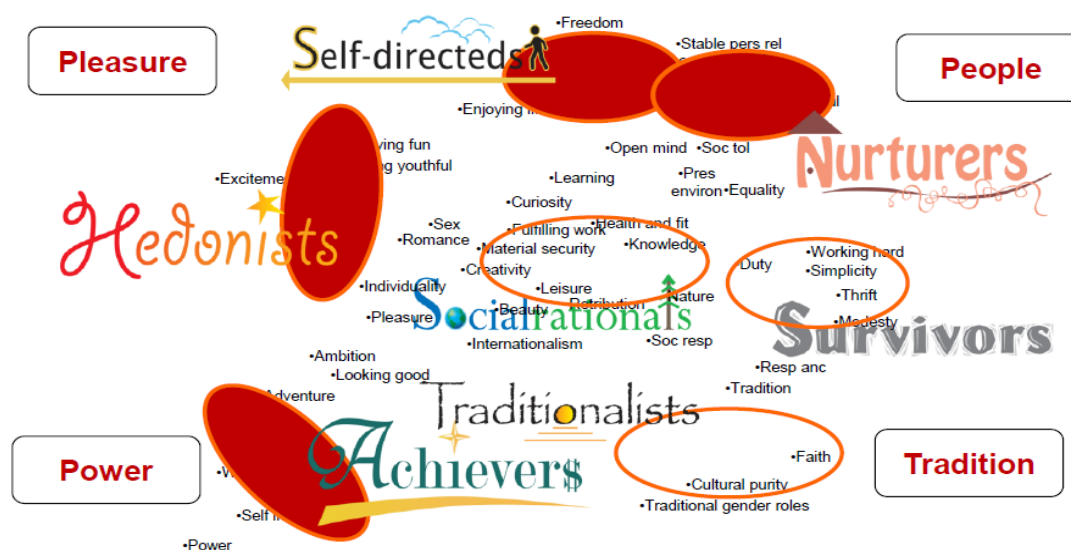 •Freedom
Self-directeds
•Stable pers rel
Pleasure
People
•Enjoying
ving fun
•Open mind
•Soc tol
Nurturers
youthful
•Learning
•Pres
environ
•Equality
•Exciteme
Hedonists
•Curiosity
•Sex
•Romance
•Fulfilling work
•Health and fit
•Material security
•Knowledge
•Creativity
Duty
•Working hard
•Simplicity
•Individuality
•Leisure
•Beauty
Retribution
Nature
•Thrift
•Modesty
•Pleasure
Socialrationals
Survivors
•Internationalism
•Soc resp
•Ambition
•Looking good
•Resp anc
•Tradition
Adventure
Traditionalists
Achiever$
Power
Tradition
•Faith
•Cultural purity
•Traditional gender roles
•Self
•Power